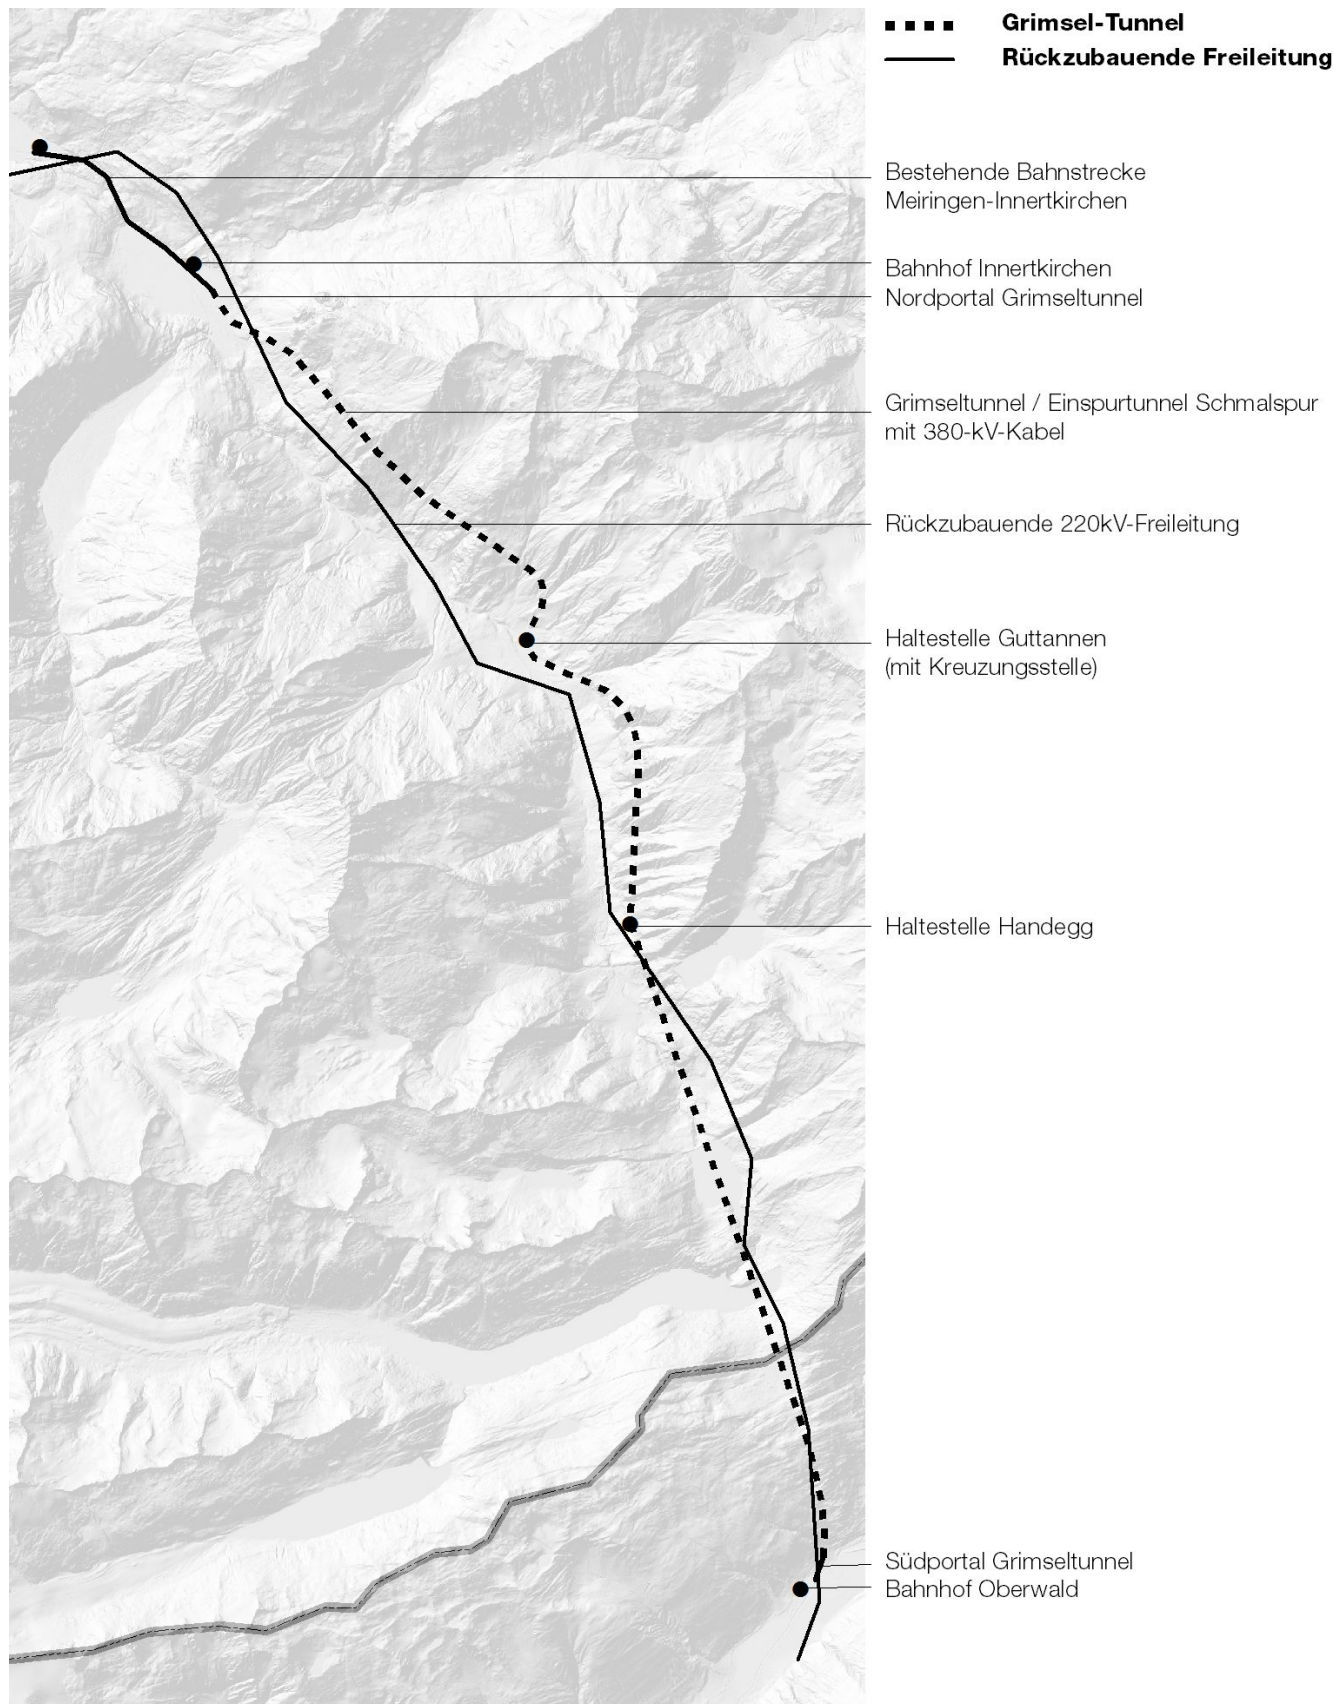 Grimsel-Tunnel
Rückzubauende Freileitung
Bestehende Bahnstrecke
Meiringen-Innertkirchen
Bahnhof Innertkirchen
Nordportal Grimseltunnel
Grimseltunnel / Einspurtunnel Schmalspur
mit 380-kV-Kabel
Rückzubauende 220kV-Freileitung
Haltestelle Guttannen
(mit Kreuzungsstelle)
Haltestelle Handegg
Südportal Grimseltunnel
Bahnhof Oberwald